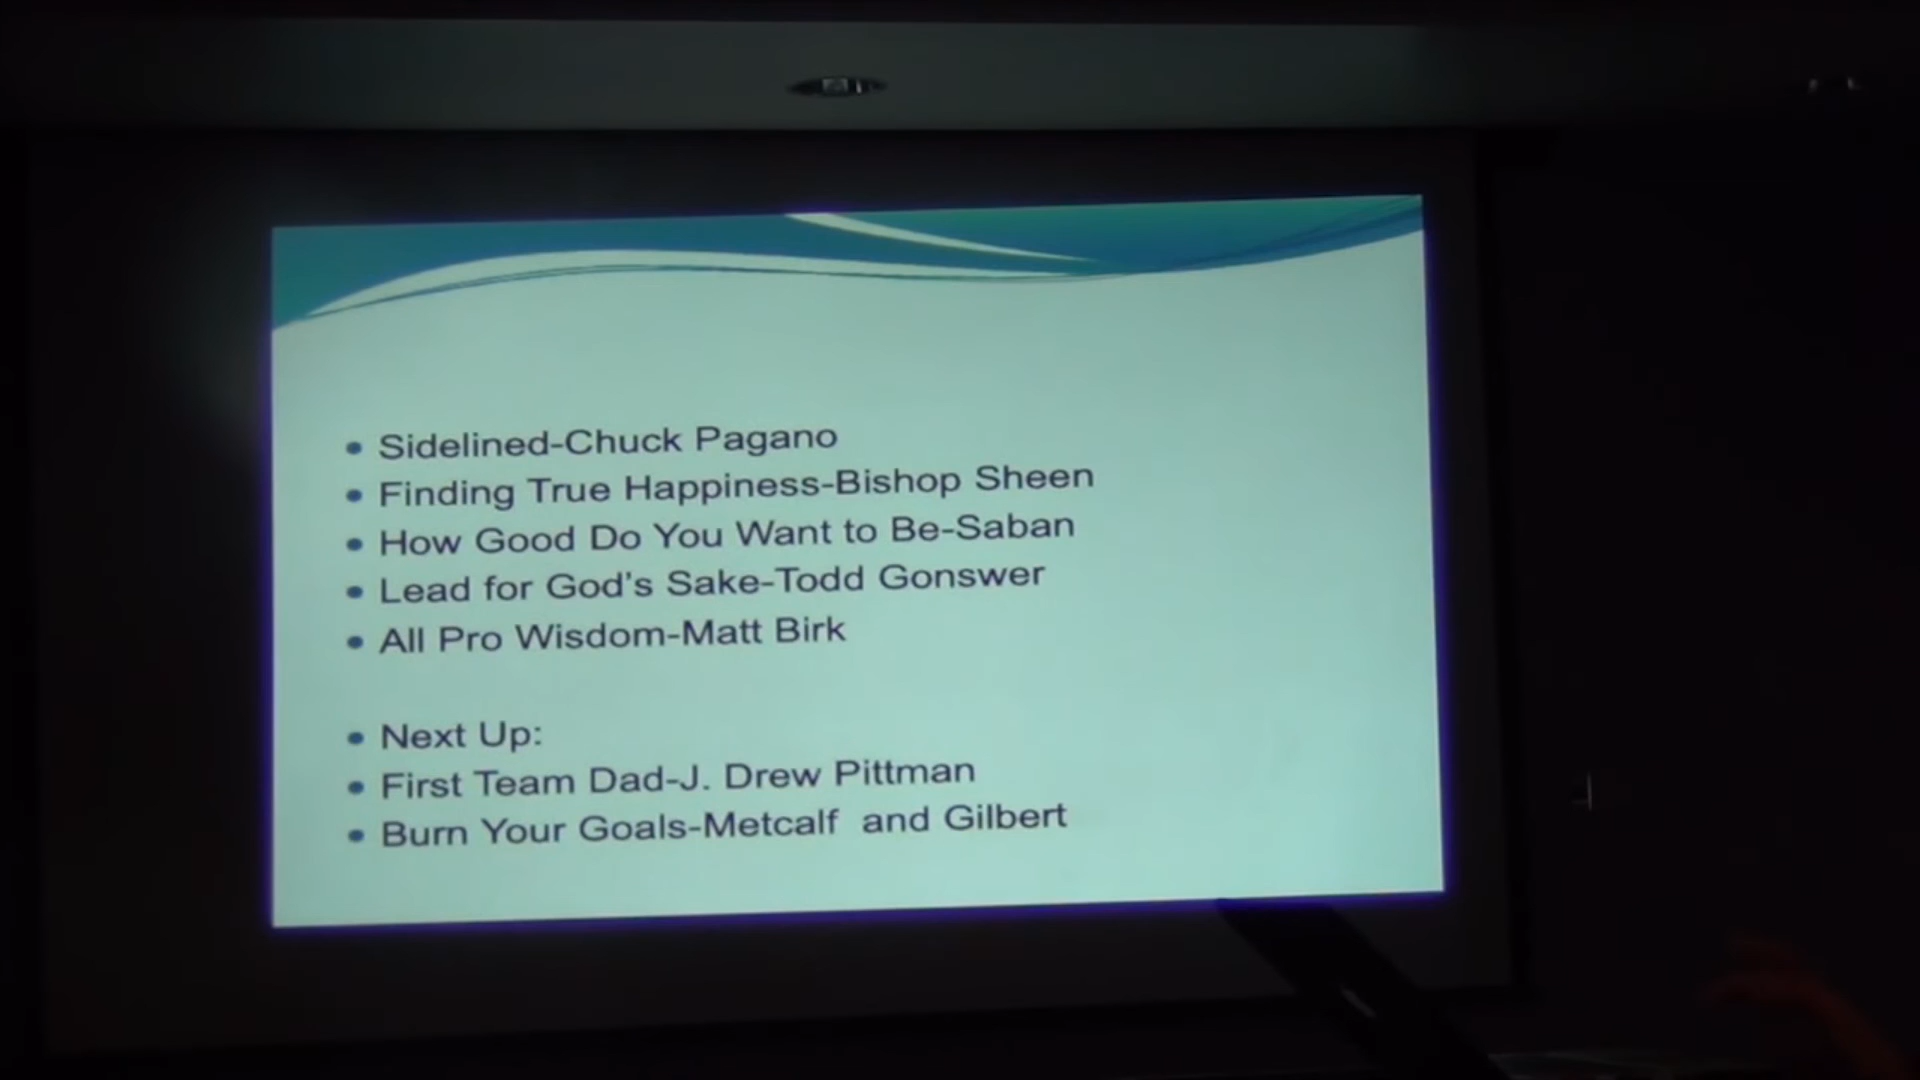 • Sidelined-Chuck Pagano
• Finding True Happiness-Bishop Sheen
• How Good Do You Want to Be-Saban
• Lead for God's Sake-Todd Gonswer
• All Pro Wisdom-Matt Birk
• Next Up:
• First Team Dad-J. Drew Pittman
• Burn Your Goals-Metcalf and Gilbert